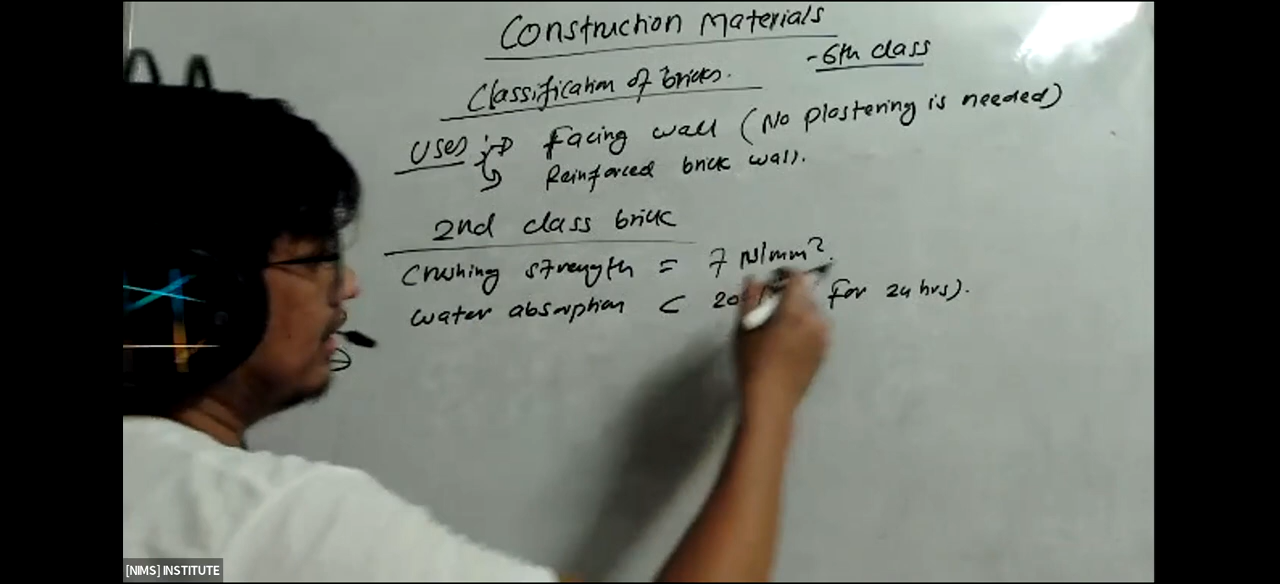 Construction Materials
- 6th class
Classification of bricks.
Uses :→ Facing wall (No plastering is needed)
Reinforced brick wall.
2nd class brick
Crushing strength = 7 N/mm².
Water absorption < 20 for 24 hrs).
[NIMS] INSTITUTE